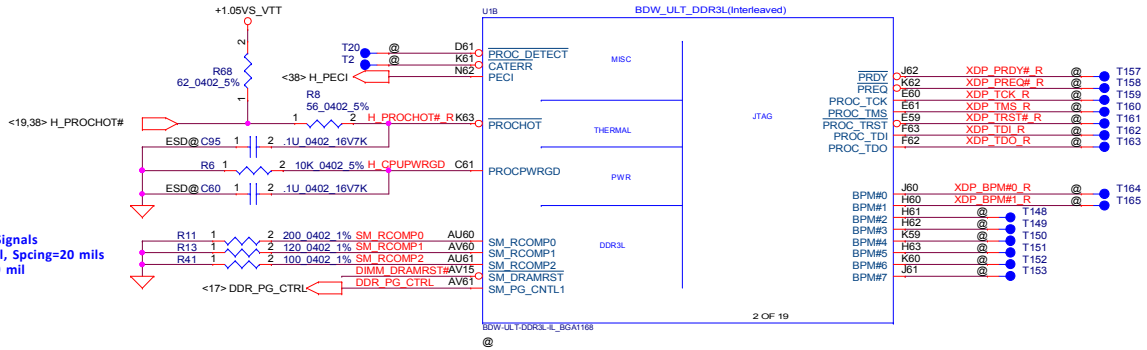 +1.05VS_VTT
U1B
BDW_ULT_DDR3L(Interleaved)
T20 @ D61 PROC_DETECT
T2 @ K61 CATERR
<38> H_PECI N62 PECI
MISC
R68
62_0402_5%
2
1
R8
56_0402_5%
<19,38> H_PROCHOT# 1 2 H_PROCHOT#_R K63 PROCHOT
THERMAL
ESD@ C95 1 2 .1U_0402_16V7K
R6 1 2 10K_0402_5% H_CPUPWRGD C61 PROCPWRGD
PWR
ESD@ C60 1 2 .1U_0402_16V7K
Signals
l, Spcing=20 mils
mil
R11 1 2 200_0402_1% SM_RCOMP0 AU60 SM_RCOMP0
R13 1 2 120_0402_1% SM_RCOMP1 AV60 SM_RCOMP1
R41 1 2 100_0402_1% SM_RCOMP2 AU61 SM_RCOMP2
DIMM_DRAMRST# AV15 SM_DRAMRST
<17> DDR_PG_CTRL DDR_PG_CTRL AV61 SM_PG_CNTL1
DDR3L
JTAG
PRDY J62 XDP_PRDY#_R @ T157
PREQ K62 XDP_PREQ#_R @ T158
PROC_TCK E60 XDP_TCK_R @ T159
PROC_TMS E61 XDP_TMS_R @ T160
PROC_TRST E59 XDP_TRST#_R @ T161
PROC_TDI F63 XDP_TDI_R @ T162
PROC_TDO F62 XDP_TDO_R @ T163
BPM#0 J60 XDP_BPM#0_R @ T164
BPM#1 H60 XDP_BPM#1_R @ T165
BPM#2 H61 @ T148
BPM#3 H62 @ T149
BPM#4 K59 @ T150
BPM#5 H63 @ T151
BPM#6 K60 @ T152
BPM#7 J61 @ T153
2 OF 19
BDW-ULT-DDR3L-IL_BGA1168
@